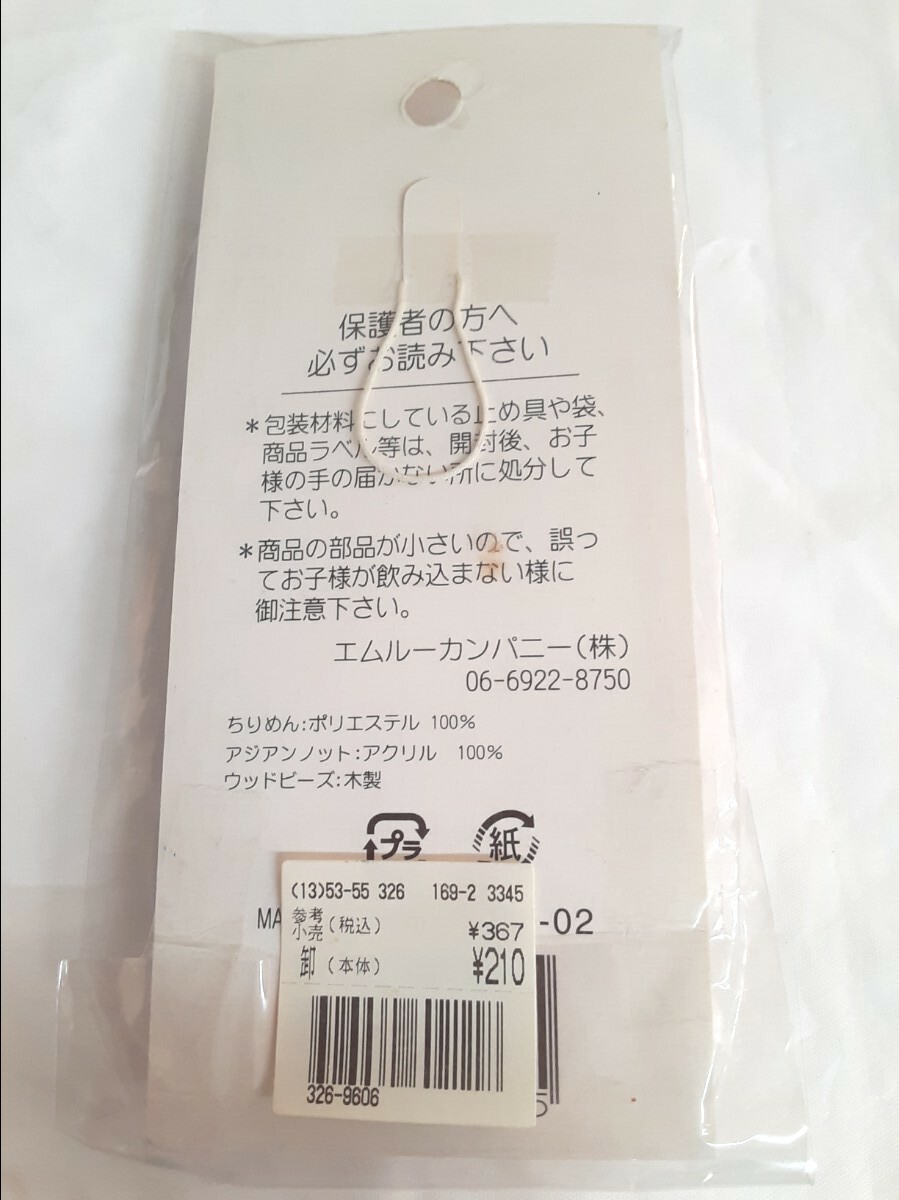 保護者の方へ
必ずお読み下さい
*包装材料にしている止め具や袋、
商品ラベル等は、開封後、お子
様の手の届かない所に処分して
下さい。
*商品の部品が小さいので、誤っ
てお子様が飲み込まない様に
御注意下さい。
エムルーカンパニー(株)
06-6922-8750
ちりめん:ポリエステル 100%
アジアンノット:アクリル 100%
ウッドビーズ:木製
プラ 紙
(13)53-55 326 169-2 3345
MA -02
参考小売(税込) ¥367
卸(本体) ¥210
326-9606
5